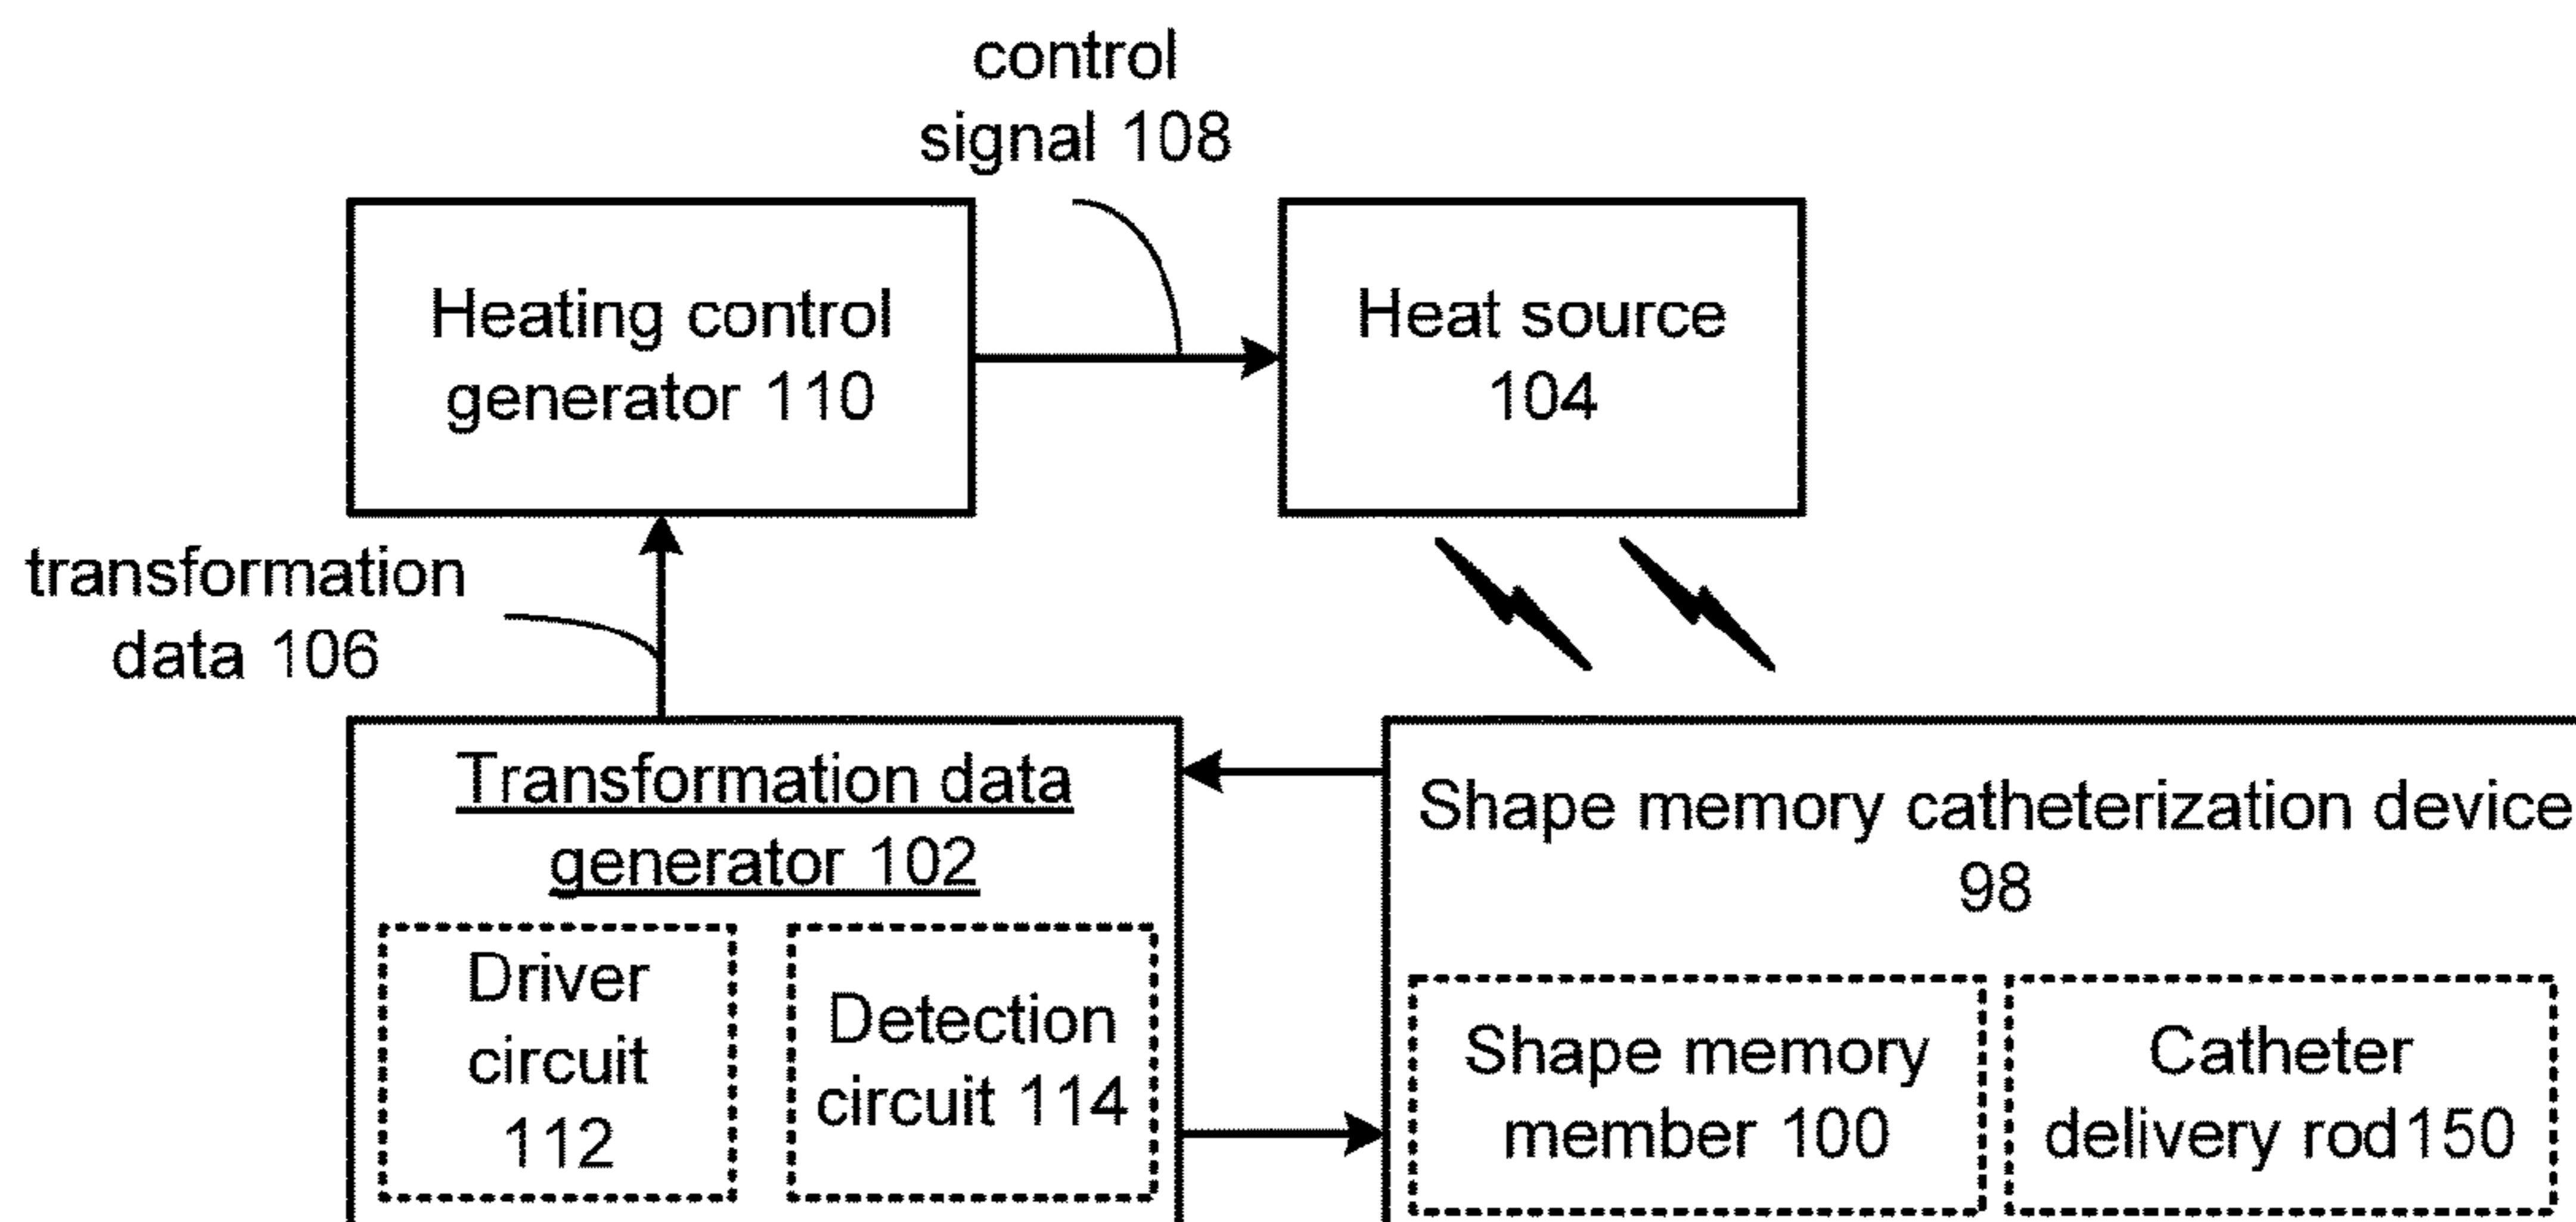 control
signal 108
Heating control
generator 110
Heat source
104
transformation
data 106
Transformation data
generator 102
Driver
circuit
112
Detection
circuit 114
Shape memory catheterization device
98
Shape memory
member 100
Catheter
delivery rod150